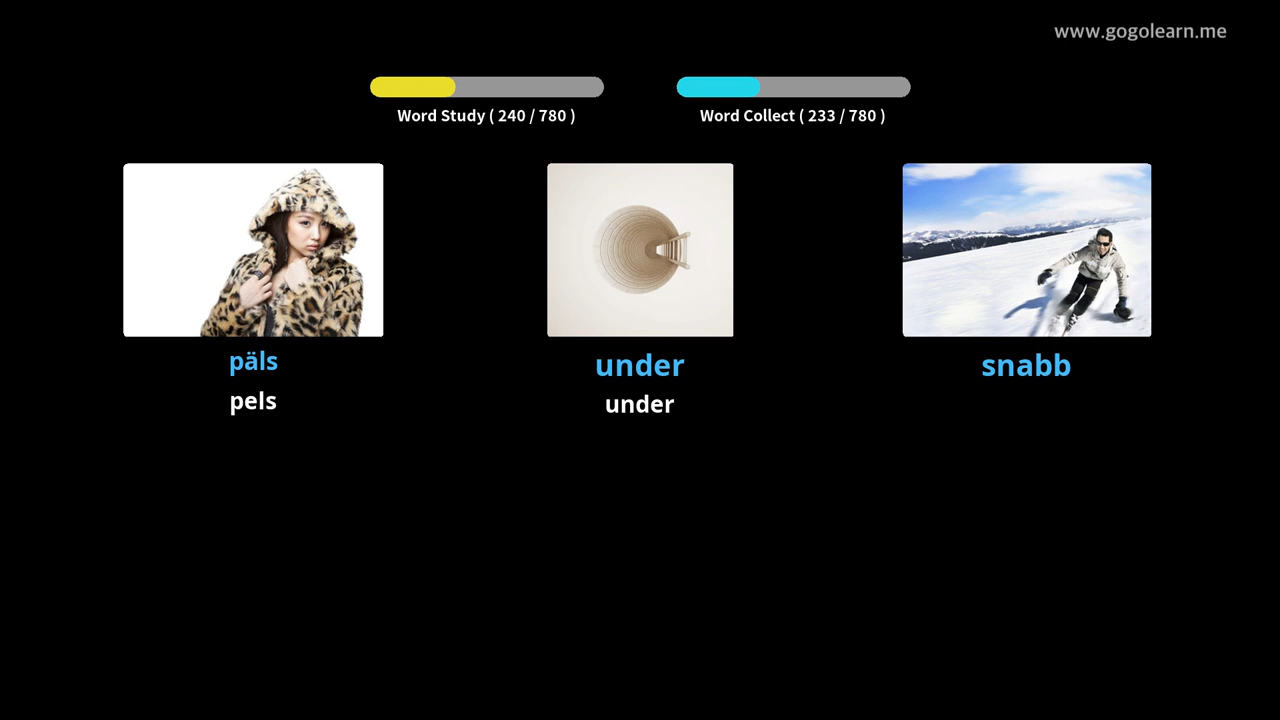 www.gogolearn.me
Word Study ( 240 / 780 )
Word Collect ( 233 / 780 )
päls
pels
under
under
snabb